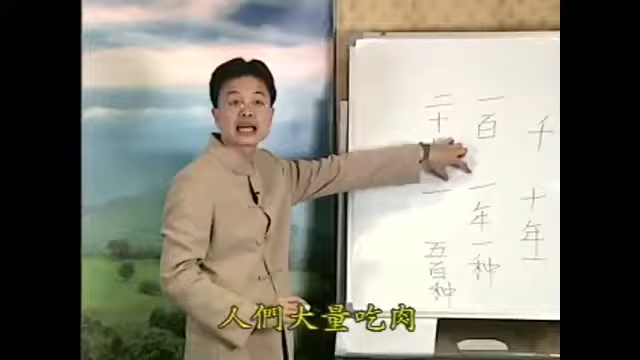 千 十年一
一百 一年一种
二十 一 五百种
人們大量吃肉